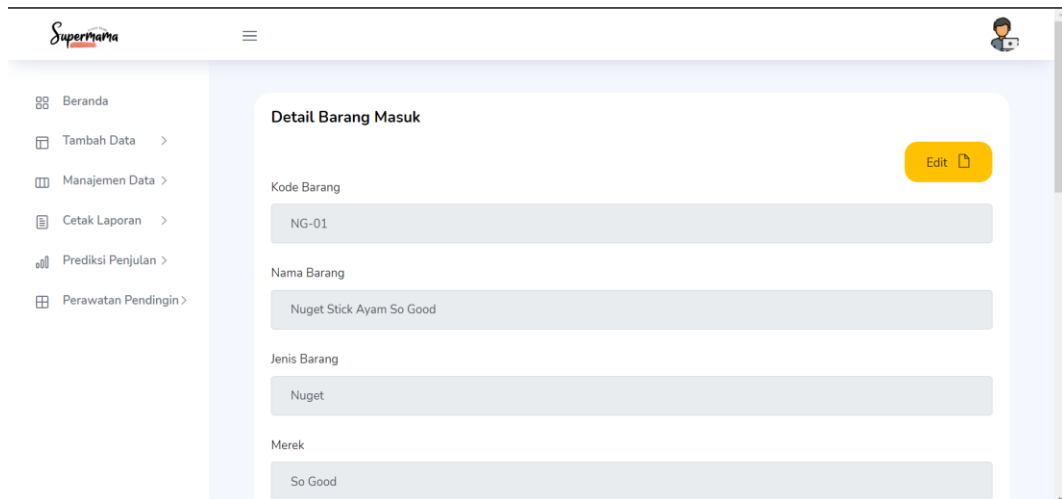 Supermama
Beranda
Tambah Data
Manajemen Data
Cetak Laporan
Prediksi Penjulan
Perawatan Pendingin
Detail Barang Masuk
Edit
Kode Barang
NG-01
Nama Barang
Nuget Stick Ayam So Good
Jenis Barang
Nuget
Merek
So Good